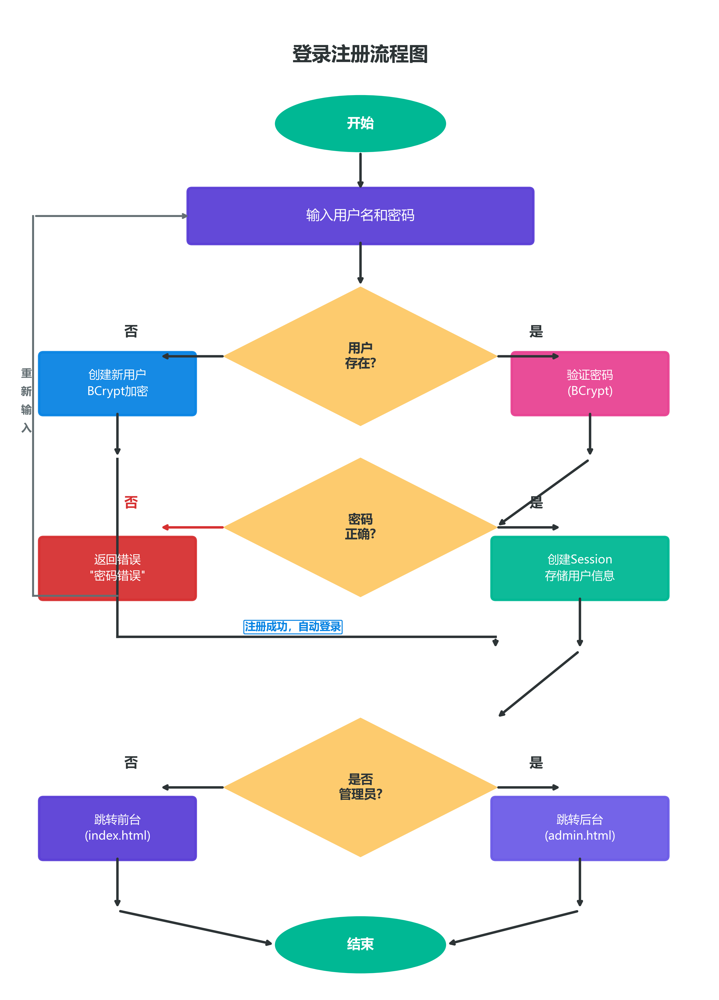 登录注册流程图
开始
输入用户名和密码
否
是
用户
存在?
创建新用户
BCrypt加密
验证密码
(BCrypt)
重
新
输
入
否
是
密码
正确?
返回错误
"密码错误"
创建Session
存储用户信息
注册成功，自动登录
否
是
是否
管理员?
跳转前台
(index.html)
跳转后台
(admin.html)
结束